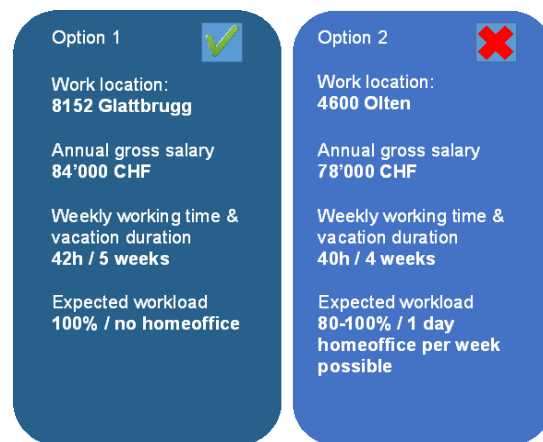 Option 1
Work location:
8152 Glattbrugg
Annual gross salary
84’000 CHF
Weekly working time &
vacation duration
42h / 5 weeks
Expected workload
100% / no homeoffice
Option 2
Work location:
4600 Olten
Annual gross salary
78’000 CHF
Weekly working time &
vacation duration
40h / 4 weeks
Expected workload
80-100% / 1 day
homeoffice per week
possible